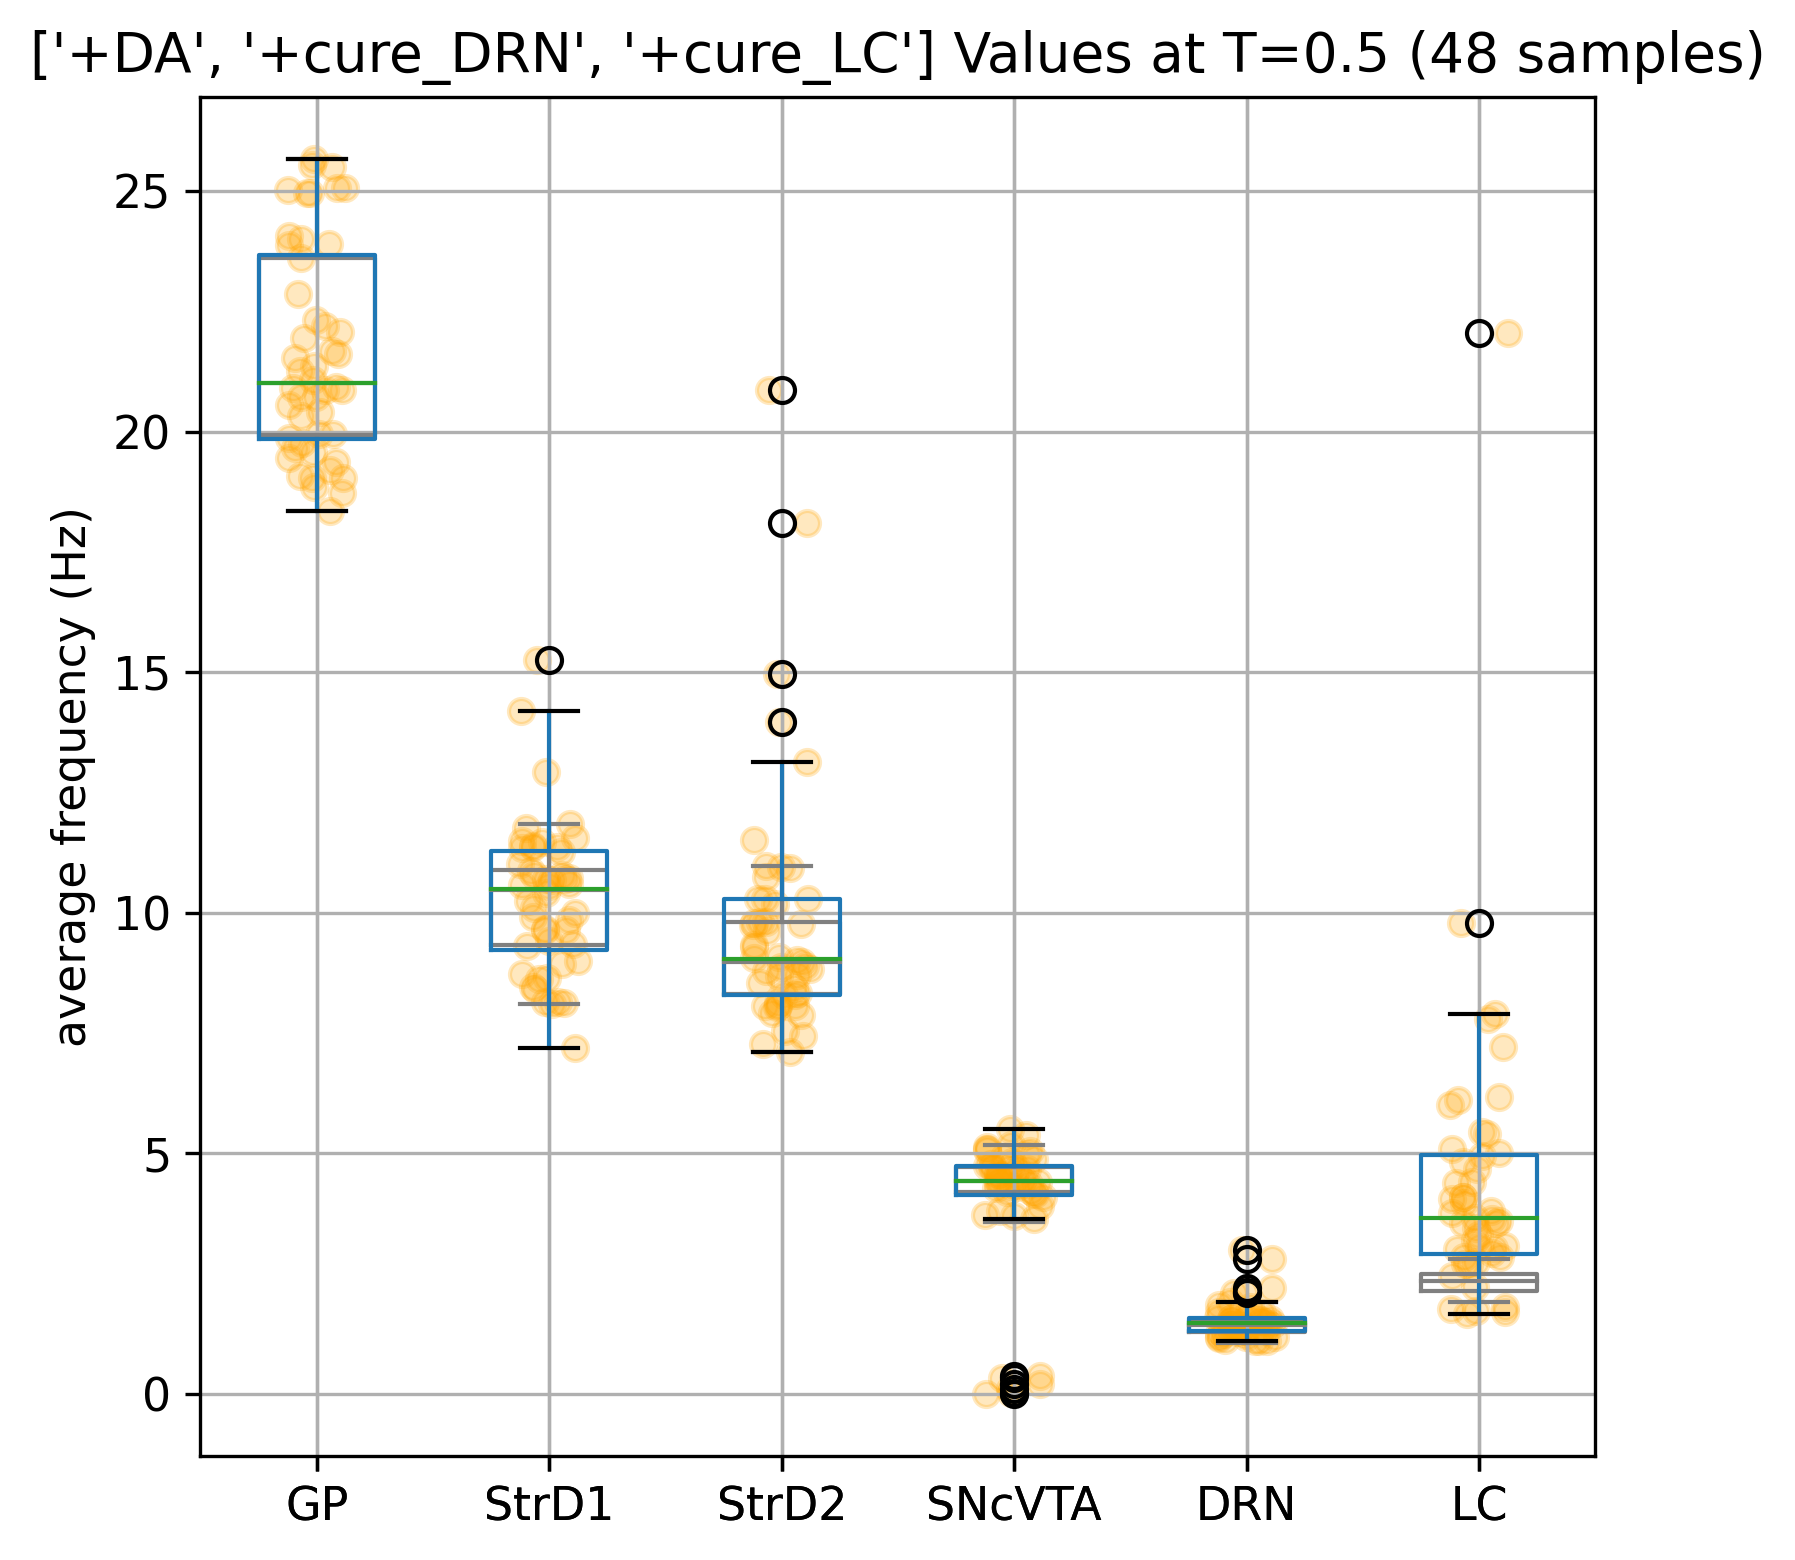 ['+DA', '+cure_DRN', '+cure_LC'] Values at T=0.5 (48 samples)
average frequency (Hz)
25
20
15
10
5
0
GP StrD1 StrD2 SNcVTA DRN LC